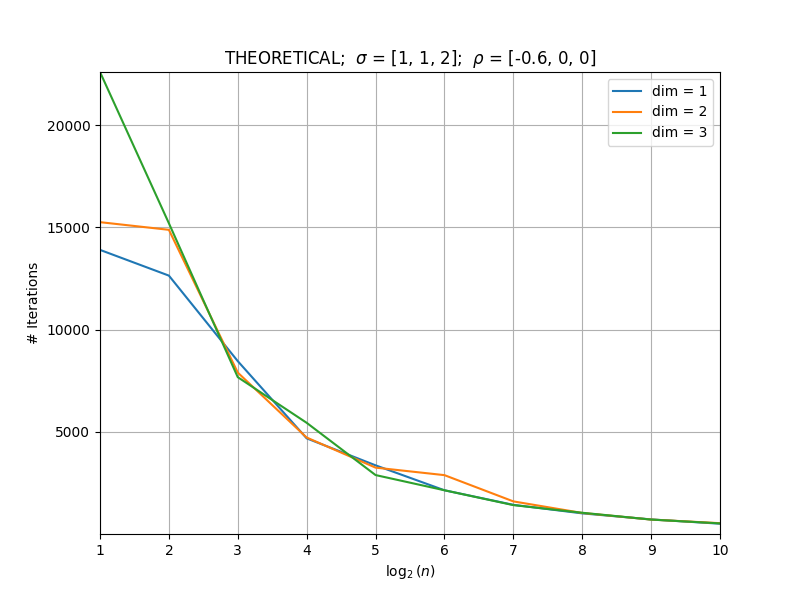 THEORETICAL;  σ = [1, 1, 2];  ρ = [-0.6, 0, 0]
dim = 1
dim = 2
dim = 3
20000
15000
10000
5000
# Iterations
1 2 3 4 5 6 7 8 9 10
log₂(n)